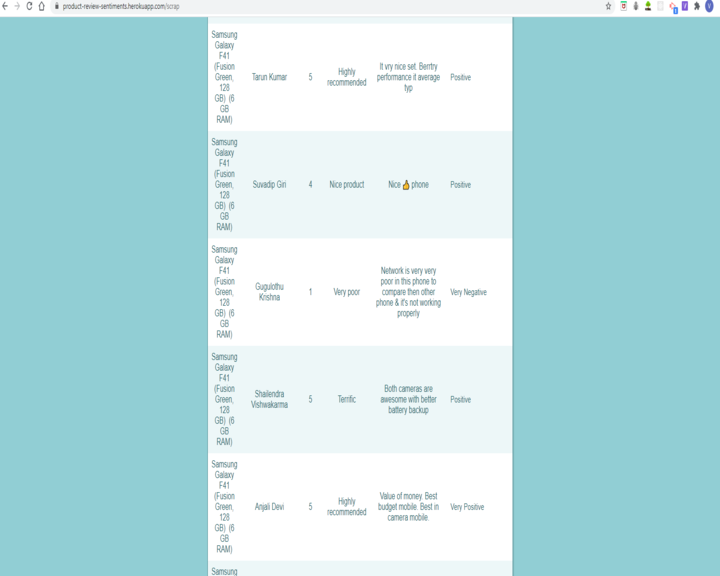 product-review-sentiments.herokuapp.com/scrap
Samsung
Galaxy
F41
(Fusion
Green,
128
GB) (6
GB
RAM)
Tarun Kumar
5
Highly
recommended
It vry nice set. Berrtry
performance it average
typ
Positive
Samsung
Galaxy
F41
(Fusion
Green,
128
GB) (6
GB
RAM)
Suvadip Giri
4
Nice product
Nice 👍 phone
Positive
Samsung
Galaxy
F41
(Fusion
Green,
128
GB) (6
GB
RAM)
Gugulothu
Krishna
1
Very poor
Network is very very
poor in this phone to
compare then other
phone & it's not working
properly
Very Negative
Samsung
Galaxy
F41
(Fusion
Green,
128
GB) (6
GB
RAM)
Shailendra
Vishwakarma
5
Terrific
Both cameras are
awesome with better
battery backup
Positive
Samsung
Galaxy
F41
(Fusion
Green,
128
GB) (6
GB
RAM)
Anjali Devi
5
Highly
recommended
Value of money. Best
budget mobile. Best in
camera mobile.
Very Positive
Samsung